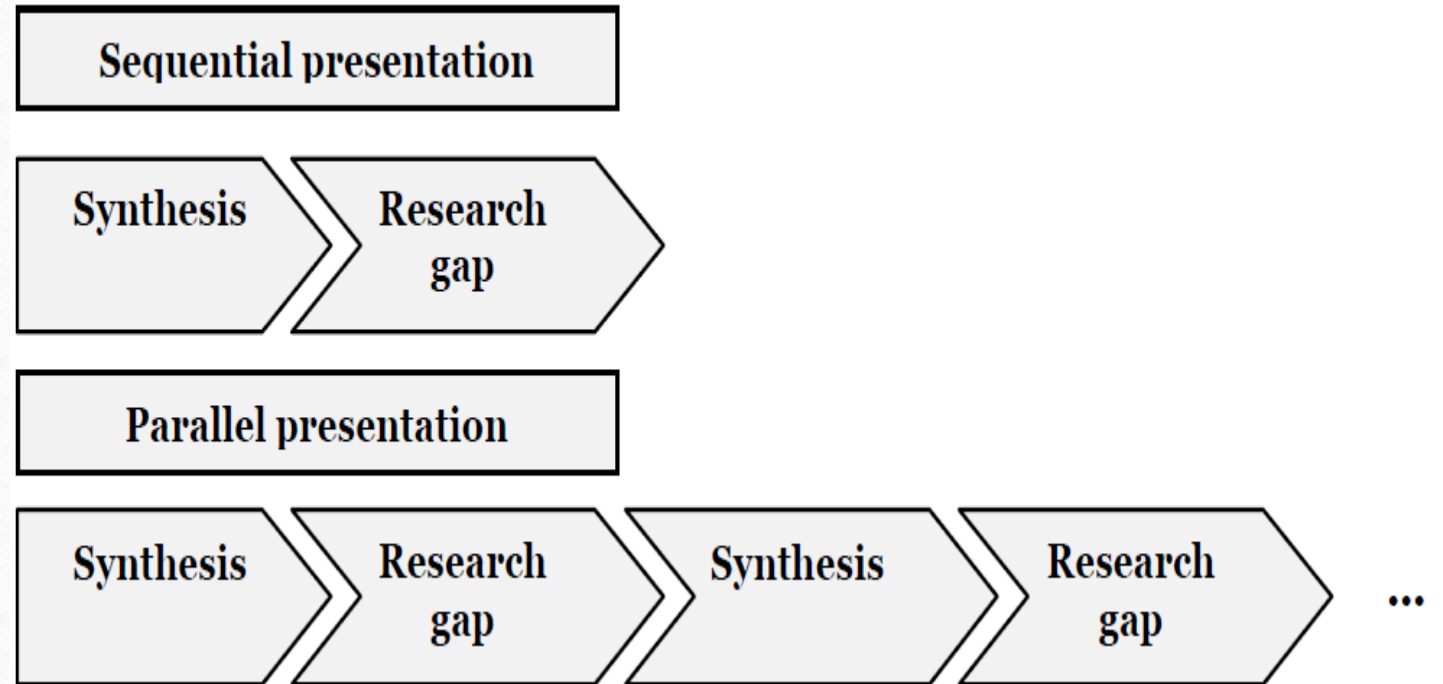 Sequential presentation
Synthesis
Research
gap
Parallel presentation
Synthesis
Research
gap
Synthesis
Research
gap
...